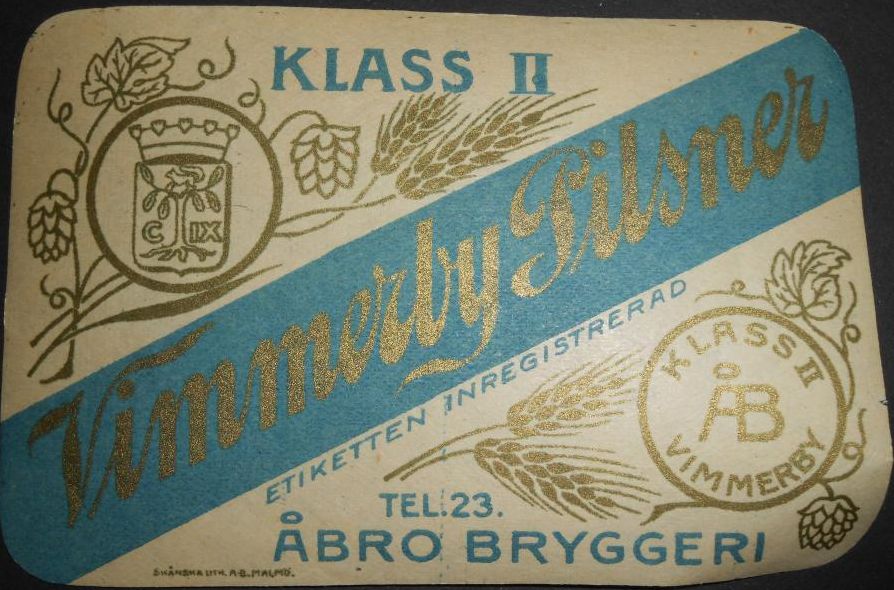 KLASS II
C IX
Vimmerby Pilsner
ETIKETTEN INREGISTRERAD
KLASS II
ÅB
VIMMERBY
TEL.23.
ÅBRO BRYGGERI
SKÅNSKA LITH. A-B. MALMÖ.